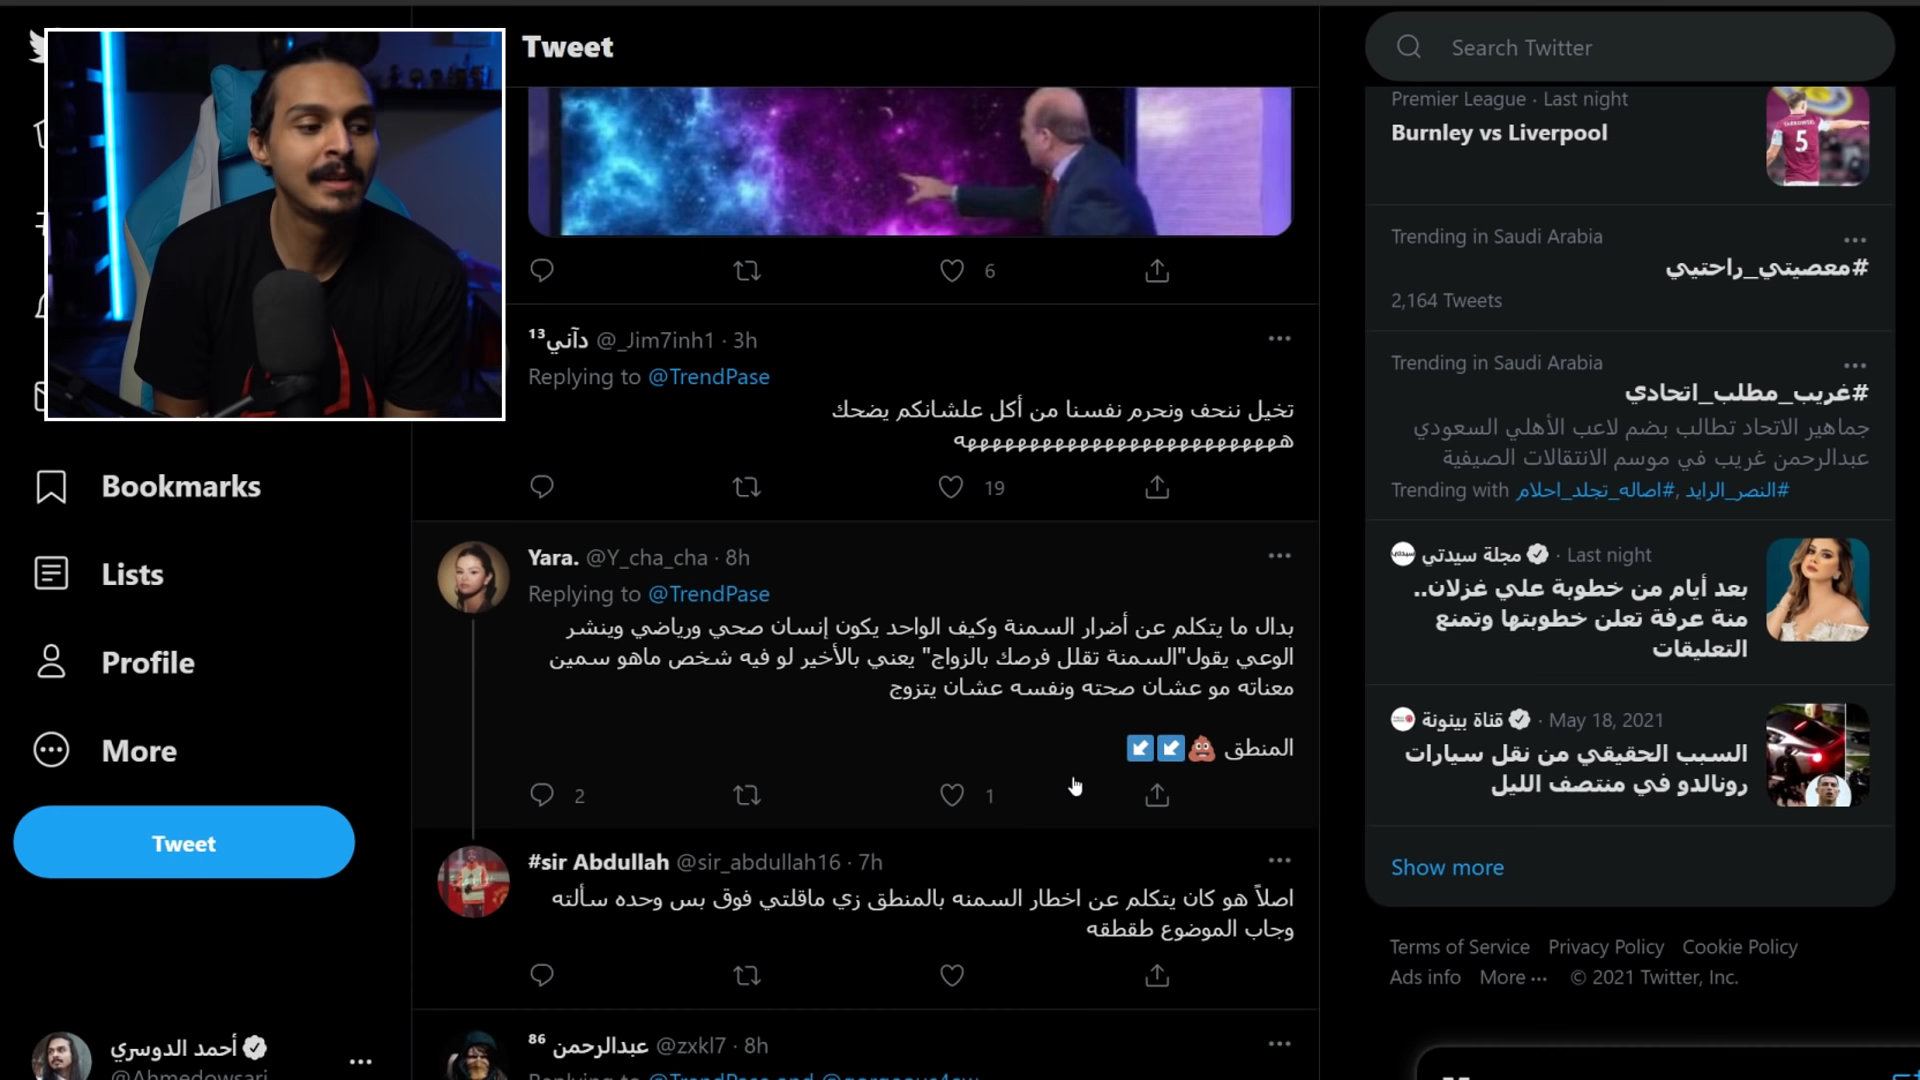 Tweet
6
دآني¹³ @_Jim7inh1 · 3h
Replying to @TrendPase
تخيل ننحف ونحرم نفسنا من أكل علشانكم يضحك
19
Yara. @Y_cha_cha · 8h
Replying to @TrendPase
بدال ما يتكلم عن أضرار السمنة وكيف الواحد يكون إنسان صحي ورياضي وينشر
الوعي يقول"السمنة تقلل فرصك بالزواج" يعني بالأخير لو فيه شخص ماهو سمين
معناته مو عشان صحته ونفسه عشان يتزوج
المنطق 💩↙️↙️
2 1
#sir Abdullah @sir_abdullah16 · 7h
اصلاً هو كان يتكلم عن اخطار السمنه بالمنطق زي ماقلتي فوق بس وحده سألته
وجاب الموضوع طقطقه
عبدالرحمن⁸⁶ @zxkl7 · 8h
Bookmarks
Lists
Profile
More
Tweet
أحمد الدوسري
@Ahmedowsari
Search Twitter
Premier League · Last night
Burnley vs Liverpool
5
Trending in Saudi Arabia
#معصيتي_راحتيي
2,164 Tweets
Trending in Saudi Arabia
#غريب_مطلب_اتحادي
جماهير الاتحاد تطالب بضم لاعب الأهلي السعودي
عبدالرحمن غريب في موسم الانتقالات الصيفية
Trending with #النصر_الرايد ,#اصاله_تجلد_احلام
مجلة سيدتي · Last night
بعد أيام من خطوبة علي غزلان..
منة عرفة تعلن خطوبتها وتمنع
التعليقات
قناة بينونة · May 18, 2021
السبب الحقيقي من نقل سيارات
رونالدو في منتصف الليل
Show more
Terms of Service Privacy Policy Cookie Policy
Ads info More ··· © 2021 Twitter, Inc.